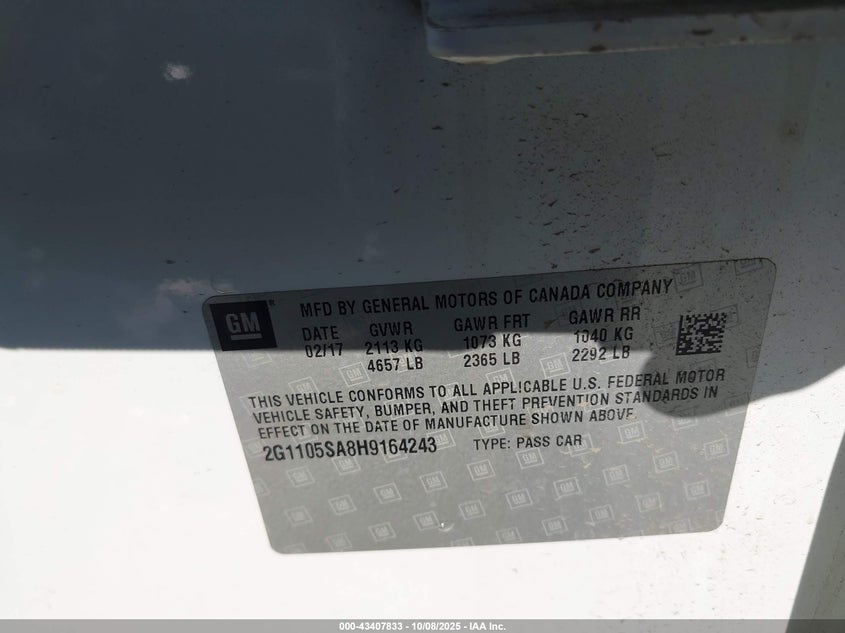 GM
MFD BY GENERAL MOTORS OF CANADA COMPANY
DATE GVWR GAWR FRT GAWR RR
02/17 2113 KG 1073 KG 1040 KG
4657 LB 2365 LB 2292 LB
THIS VEHICLE CONFORMS TO ALL APPLICABLE U.S. FEDERAL MOTOR
VEHICLE SAFETY, BUMPER, AND THEFT PREVENTION STANDARDS IN
EFFECT ON THE DATE OF MANUFACTURE SHOWN ABOVE.
2G1105SA8H9164243 TYPE: PASS CAR
000-43407833 - 10/08/2025 - IAA Inc.